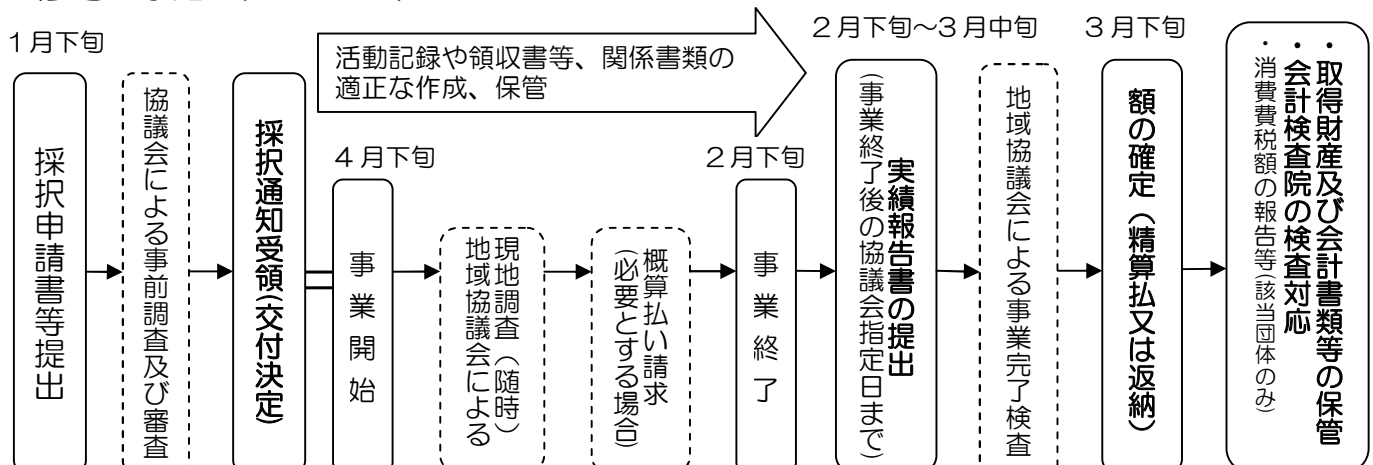 1月下旬
採択申請書等提出
協議会による事前調査及び審査
採択通知受領(交付決定)
活動記録や領収書等、関係書類の
適正な作成、保管
4月下旬
事業開始
地域協議会による
現地調査(随時)
概算払い請求
(必要とする場合)
2月下旬
事業終了
2月下旬～3月中旬
実績報告書の提出
(事業終了後の協議会指定日まで)
地域協議会による事業完了検査
3月下旬
額の確定(精算払又は返納)
・取得財産及び会計書類等の保管
・会計検査院の検査対応
・消費費税額の報告等(該当団体のみ)